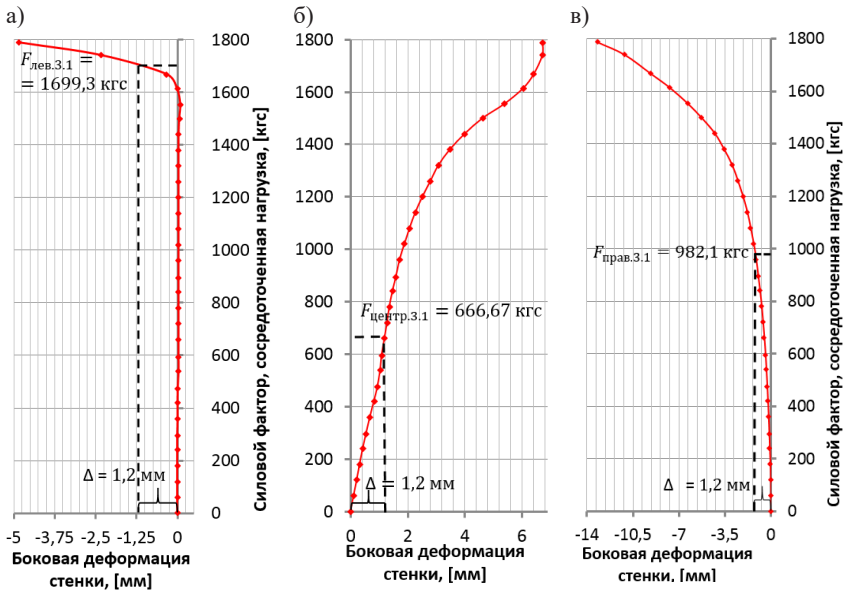 а)
F лев.3.1 =
= 1699,3 кгс
Δ = 1,2 мм
1800
1600
1400
1200
1000
800
600
400
200
0
-5 -3,75 -2,5 -1,25 0
Силовой фактор, сосредоточенная нагрузка, [кгс]
Боковая деформация
стенки, [мм]
б)
1800
1600
1400
1200
1000
800
600
400
200
0
F центр.3.1 = 666,67 кгс
Δ = 1,2 мм
0 2 4 6
Боковая деформация
стенки, [мм]
в)
F прав.3.1 = 982,1 кгс
Δ = 1,2 мм
1800
1600
1400
1200
1000
800
600
400
200
0
-14 -10,5 -7 -3,5 0
Силовой фактор, сосредоточенная нагрузка, [кгс]
Боковая деформация
стенки, [мм]